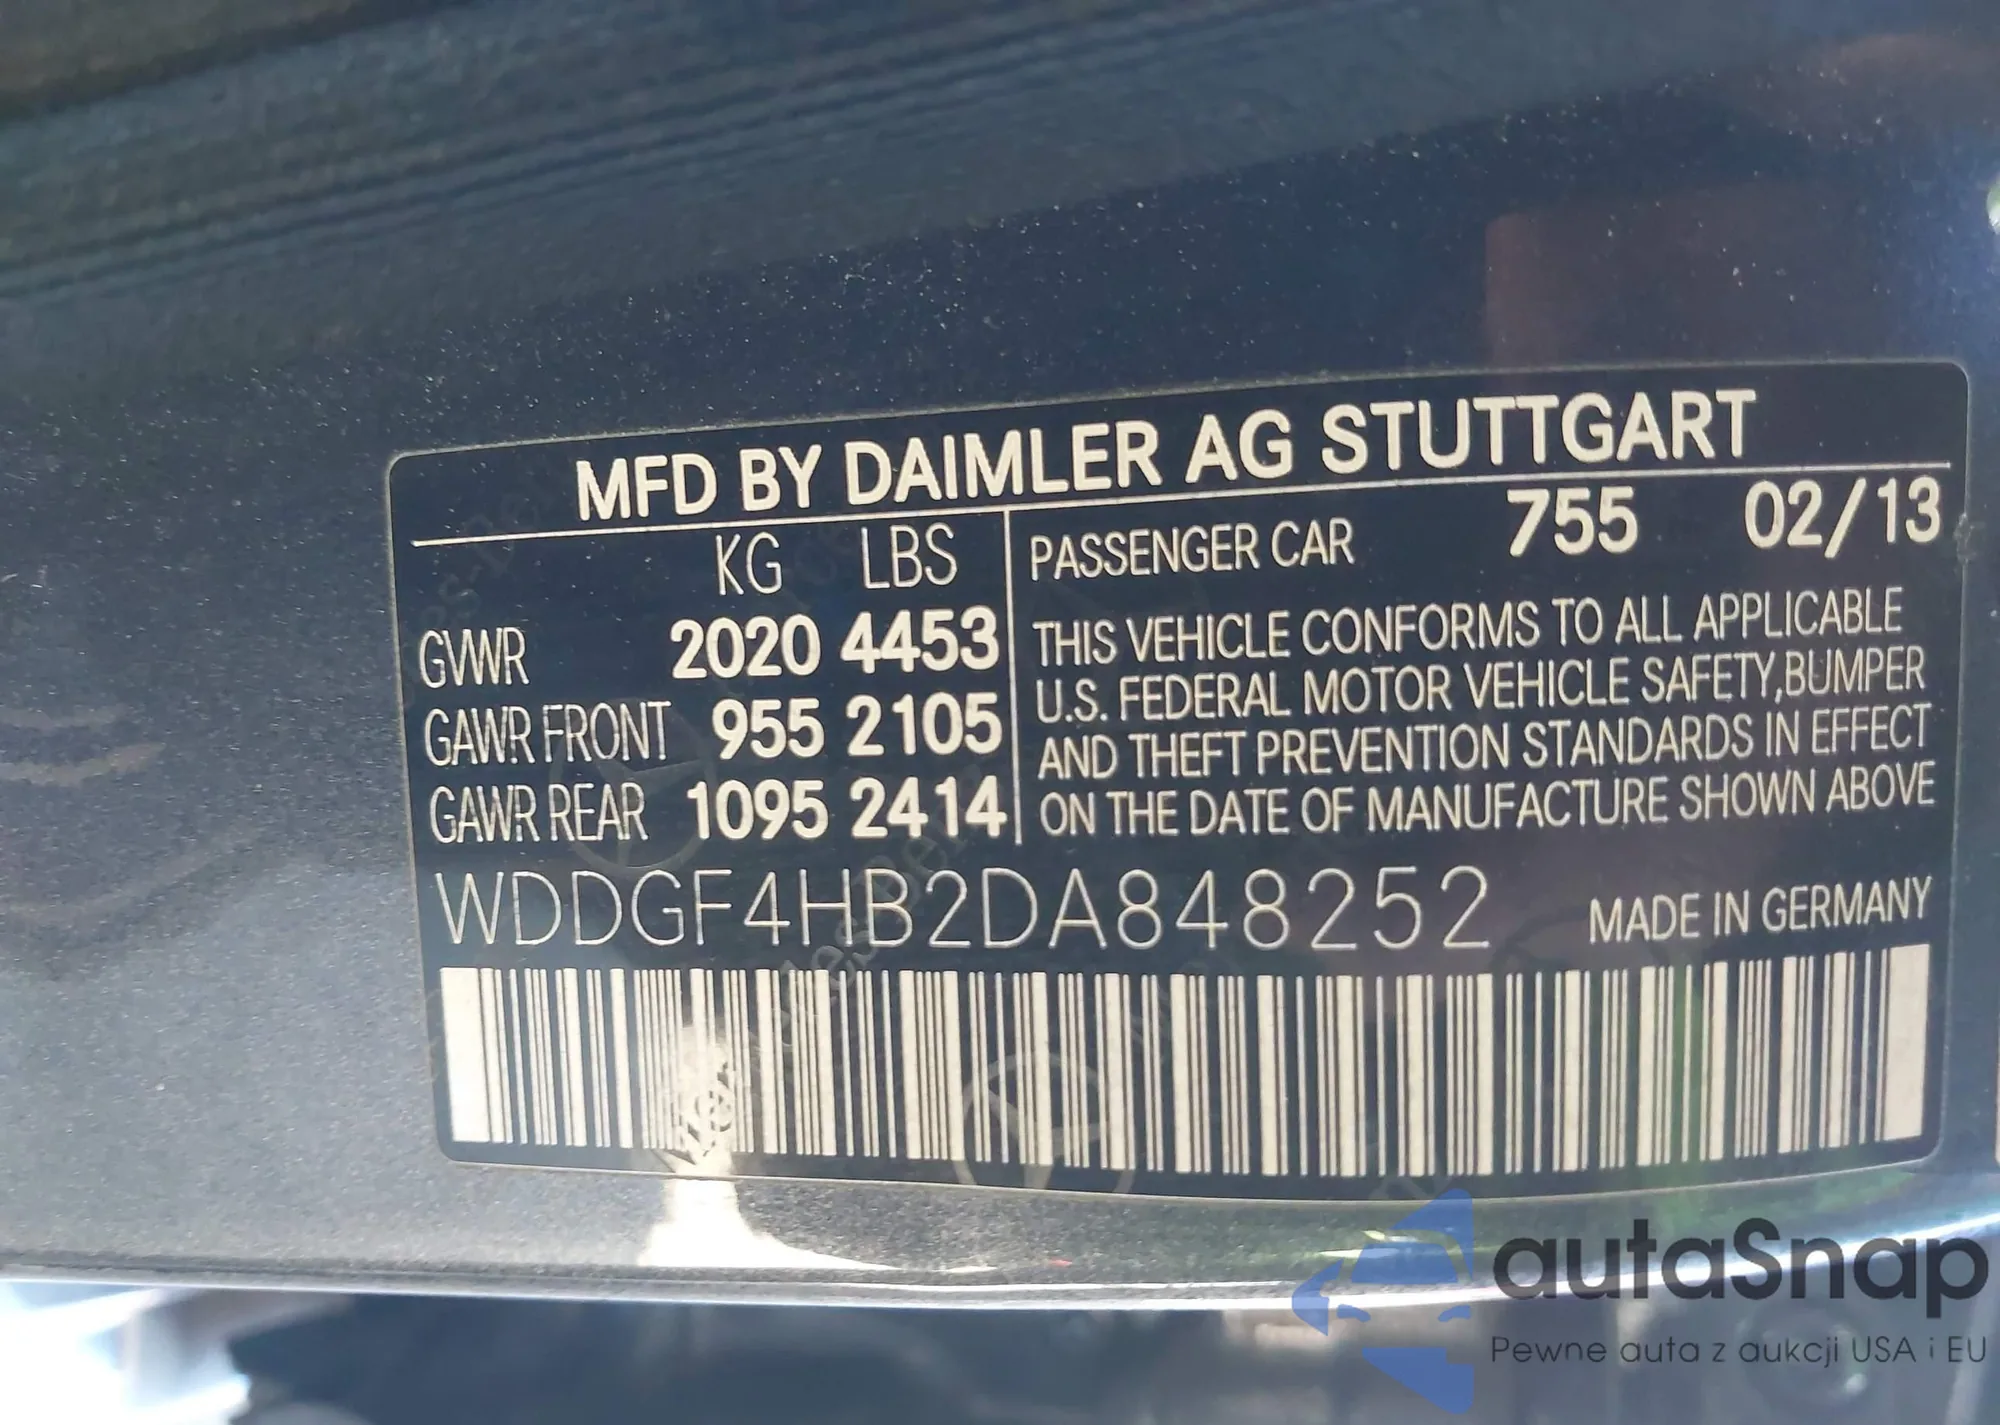 MFD BY DAIMLER AG STUTTGART
KG LBS
GVWR 2020 4453
GAWR FRONT 955 2105
GAWR REAR 1095 2414
PASSENGER CAR 755 02/13
THIS VEHICLE CONFORMS TO ALL APPLICABLE
U.S. FEDERAL MOTOR VEHICLE SAFETY,BUMPER
AND THEFT PREVENTION STANDARDS IN EFFECT
ON THE DATE OF MANUFACTURE SHOWN ABOVE
WDDGF4HB2DA848252 MADE IN GERMANY
autaSnap
Pewne auta z aukcji USA i EU